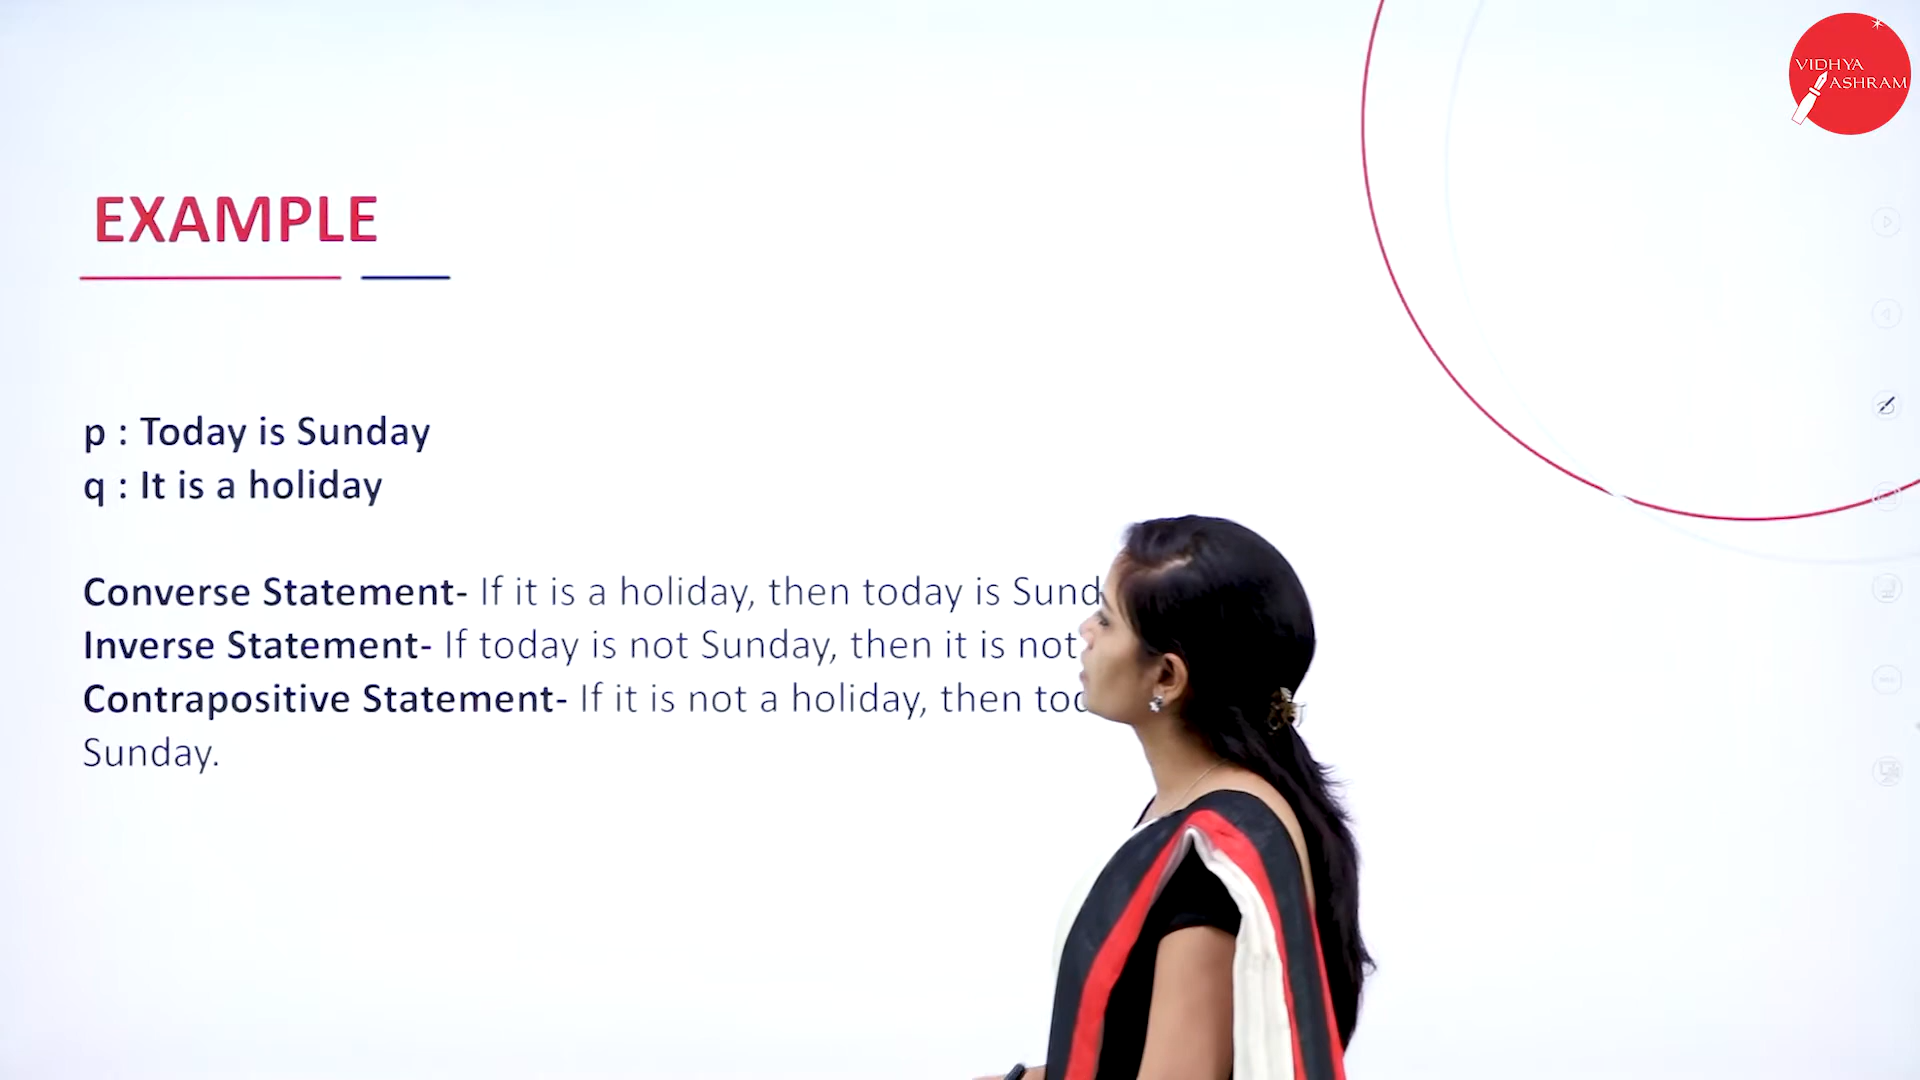 VIDHYA
ASHRAM
EXAMPLE
p : Today is Sunday
q : It is a holiday
Converse Statement- If it is a holiday, then today is
Inverse Statement- If today is not Sunday, then it is not
Contrapositive Statement- If it is not a holiday, then
Sunday.